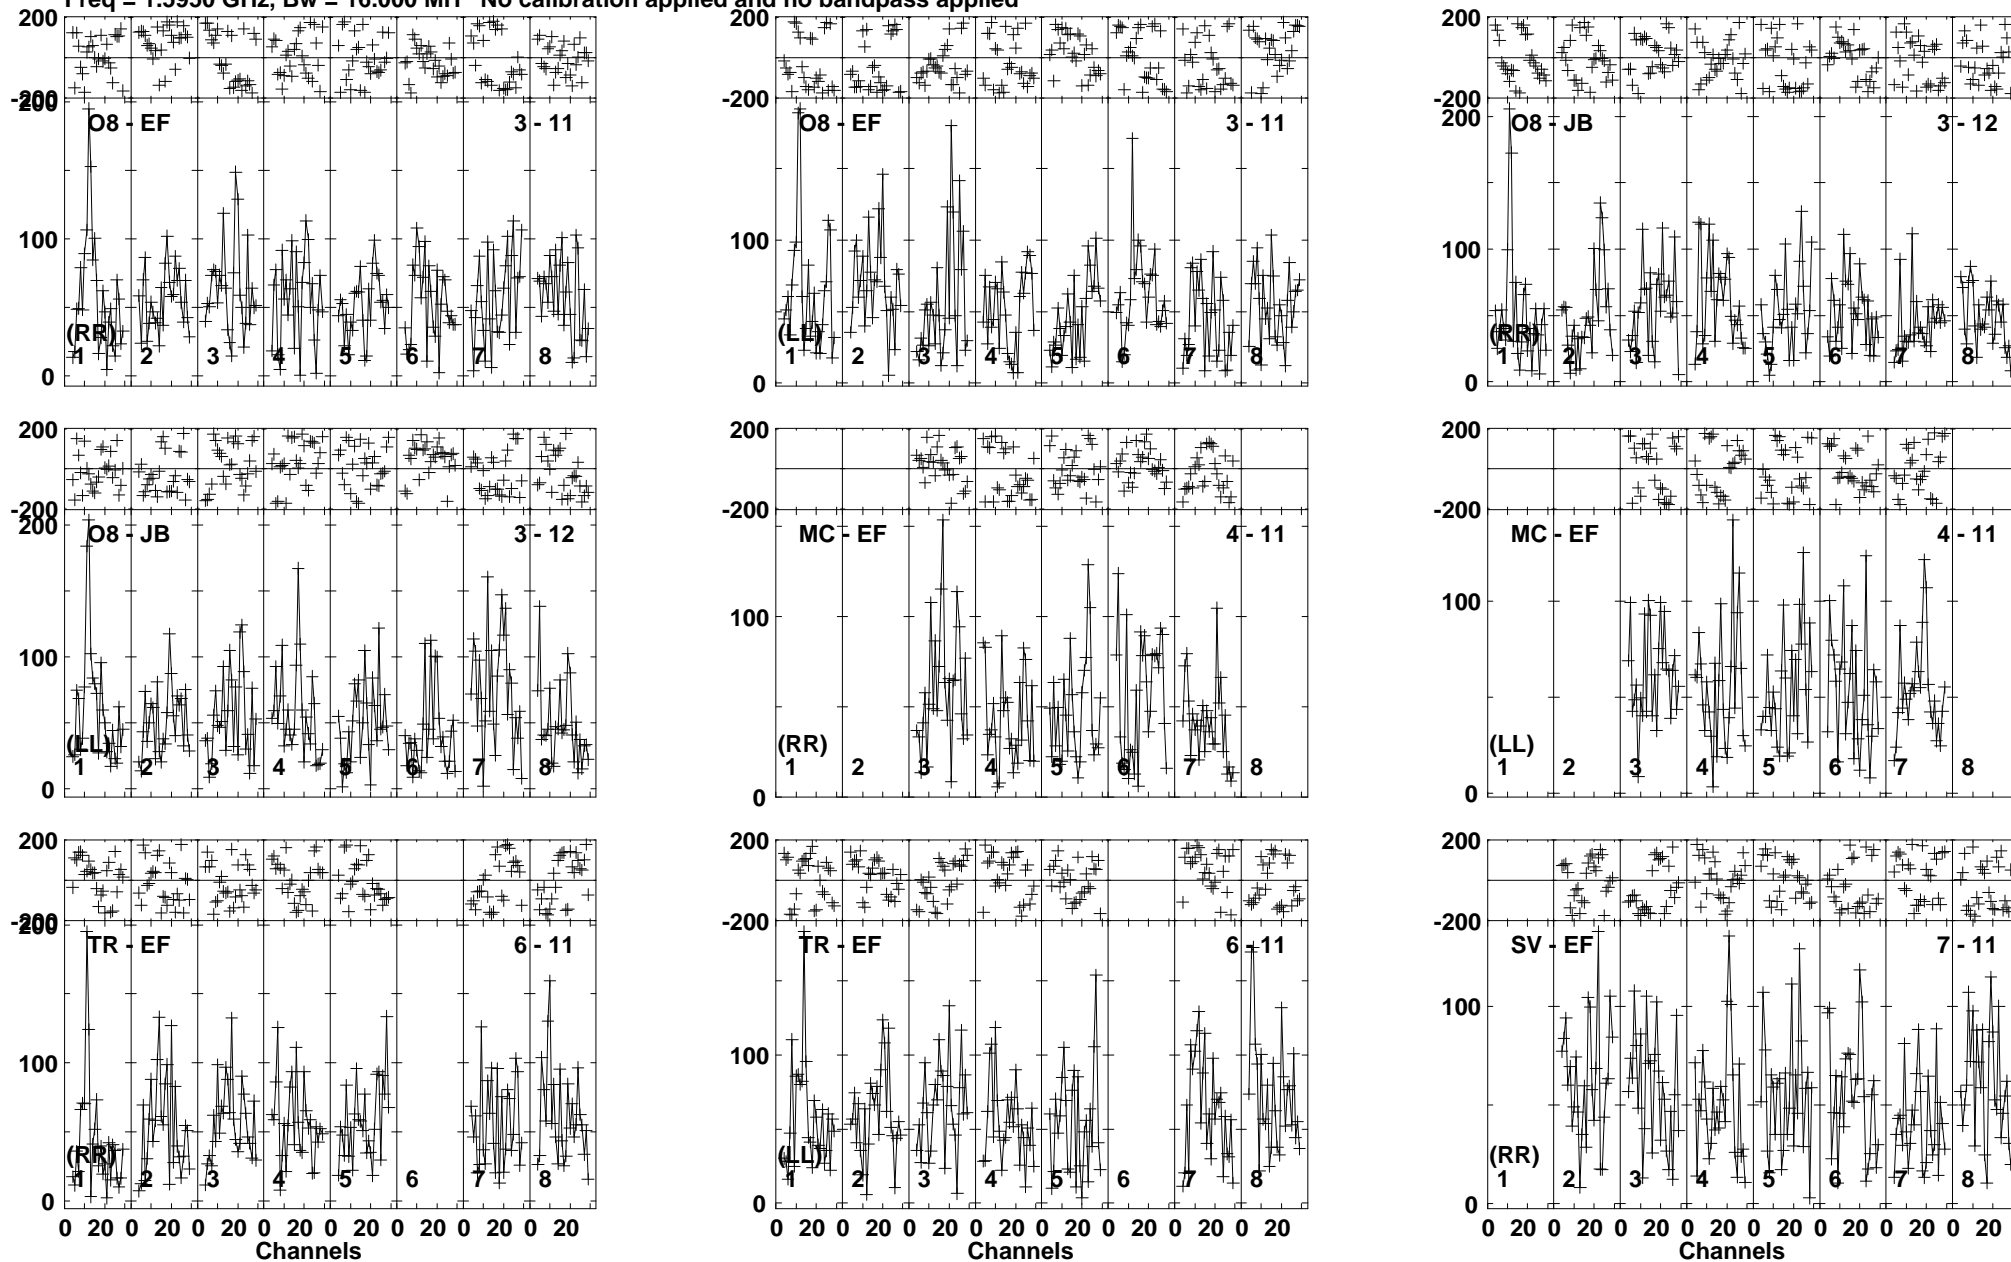 Freq = 1.5950 GHz, Bw = 16.000 MH No calibration applied and no bandpass applied
200 200 200
-200 -200 -200
200 O8 - EF 3 - 11 O8 - EF 3 - 11 200 O8 - JB 3 - 12
100 100 100
(RR) (LL) (RR)
1 2 3 4 5 6 7 8 1 2 3 4 5 6 7 8 1 2 3 4 5 6 7 8
0 0 0
200 200 200
-200 -200 -200
200 O8 - JB 3 - 12 MC - EF 4 - 11 MC - EF 4 - 11
100 100 100
(LL) (RR) (LL)
1 2 3 4 5 6 7 8 1 2 3 4 5 6 7 8 1 2 3 4 5 6 7 8
0 0 0
200 200 200
-200 -200 -200
200 TR - EF 6 - 11 TR - EF 6 - 11 SV - EF 7 - 11
100 100 100
(RR) (LL) (RR)
1 2 3 4 5 6 7 8 1 2 3 4 5 6 7 8 1 2 3 4 5 6 7 8
0 0 0
0 20 0 20 0 20 0 20 0 20 0 20 0 20 0 20 0 20 0 20 0 20 0 20 0 20 0 20 0 20 0 20 0 20 0 20 0 20 0 20 0 20 0 20 0 20 0 20
Channels Channels Channels